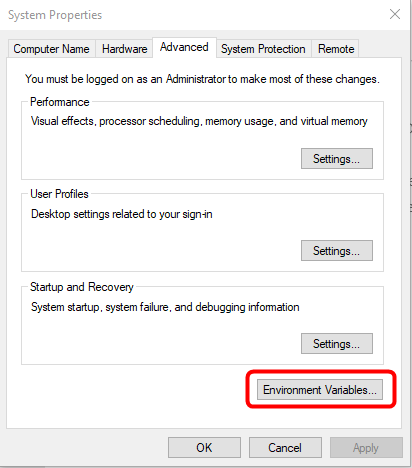 System Properties
Computer Name Hardware Advanced System Protection Remote
You must be logged on as an Administrator to make most of these changes.
Performance
Visual effects, processor scheduling, memory usage, and virtual memory
Settings...
User Profiles
Desktop settings related to your sign-in
Settings...
Startup and Recovery
System startup, system failure, and debugging information
Settings...
Environment Variables...
OK Cancel Apply